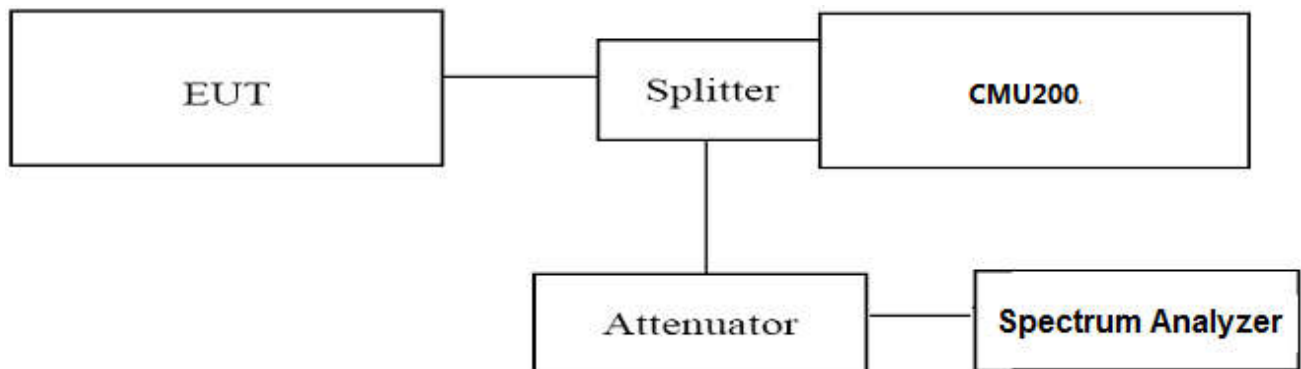 EUT
Splitter
CMU200.
Attenuator
Spectrum Analyzer